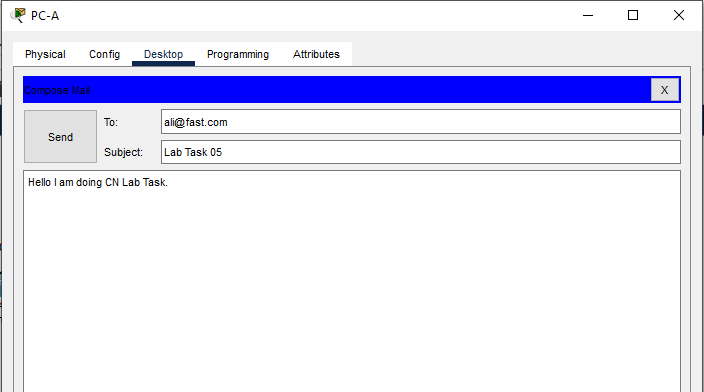 PC-A
Physical Config Desktop Programming Attributes
Compose Mail X
Send
To: ali@fast.com
Subject: Lab Task 05
Hello I am doing CN Lab Task.